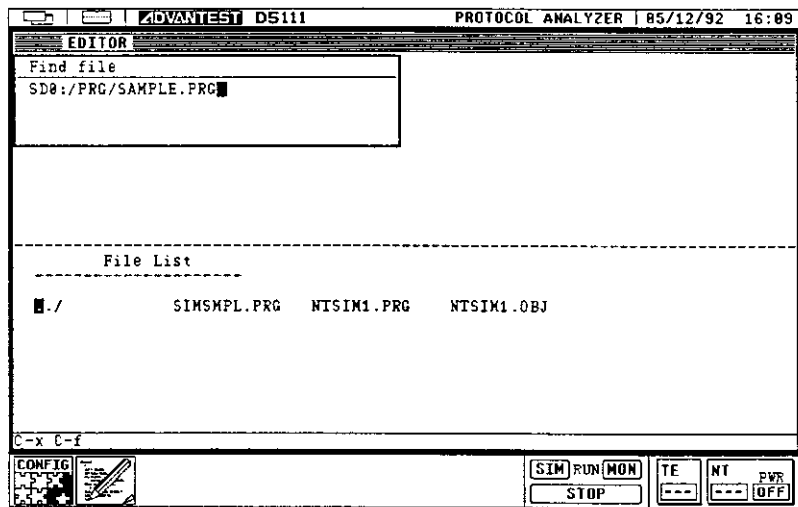 ADVANTEST D5111 PROTOCOL ANALYZER | 05/12/92 16:09
EDITOR
Find file
SD0:/PRG/SAMPLE.PRG
File List
../ SIMSMPL.PRG NTSIM1.PRG NTSIM1.OBJ
C-x C-f
CONFIG
SIM RUN MON
STOP
TE
---
NT PWR
--- OFF